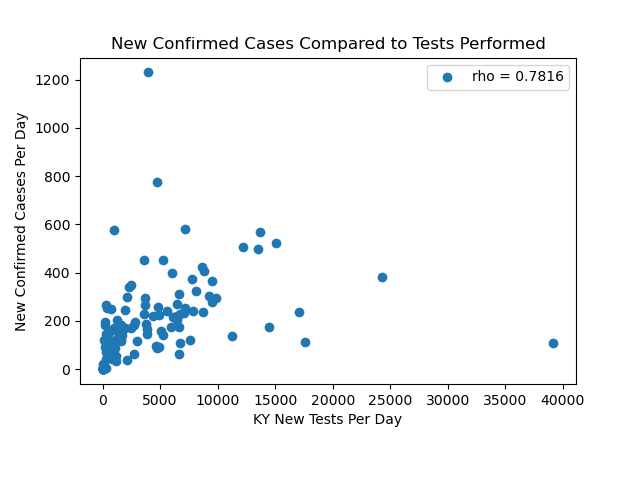 New Confirmed Cases Compared to Tests Performed
rho = 0.7816
New Confirmed Caeses Per Day
1200
1000
800
600
400
200
0
0 5000 10000 15000 20000 25000 30000 35000 40000
KY New Tests Per Day